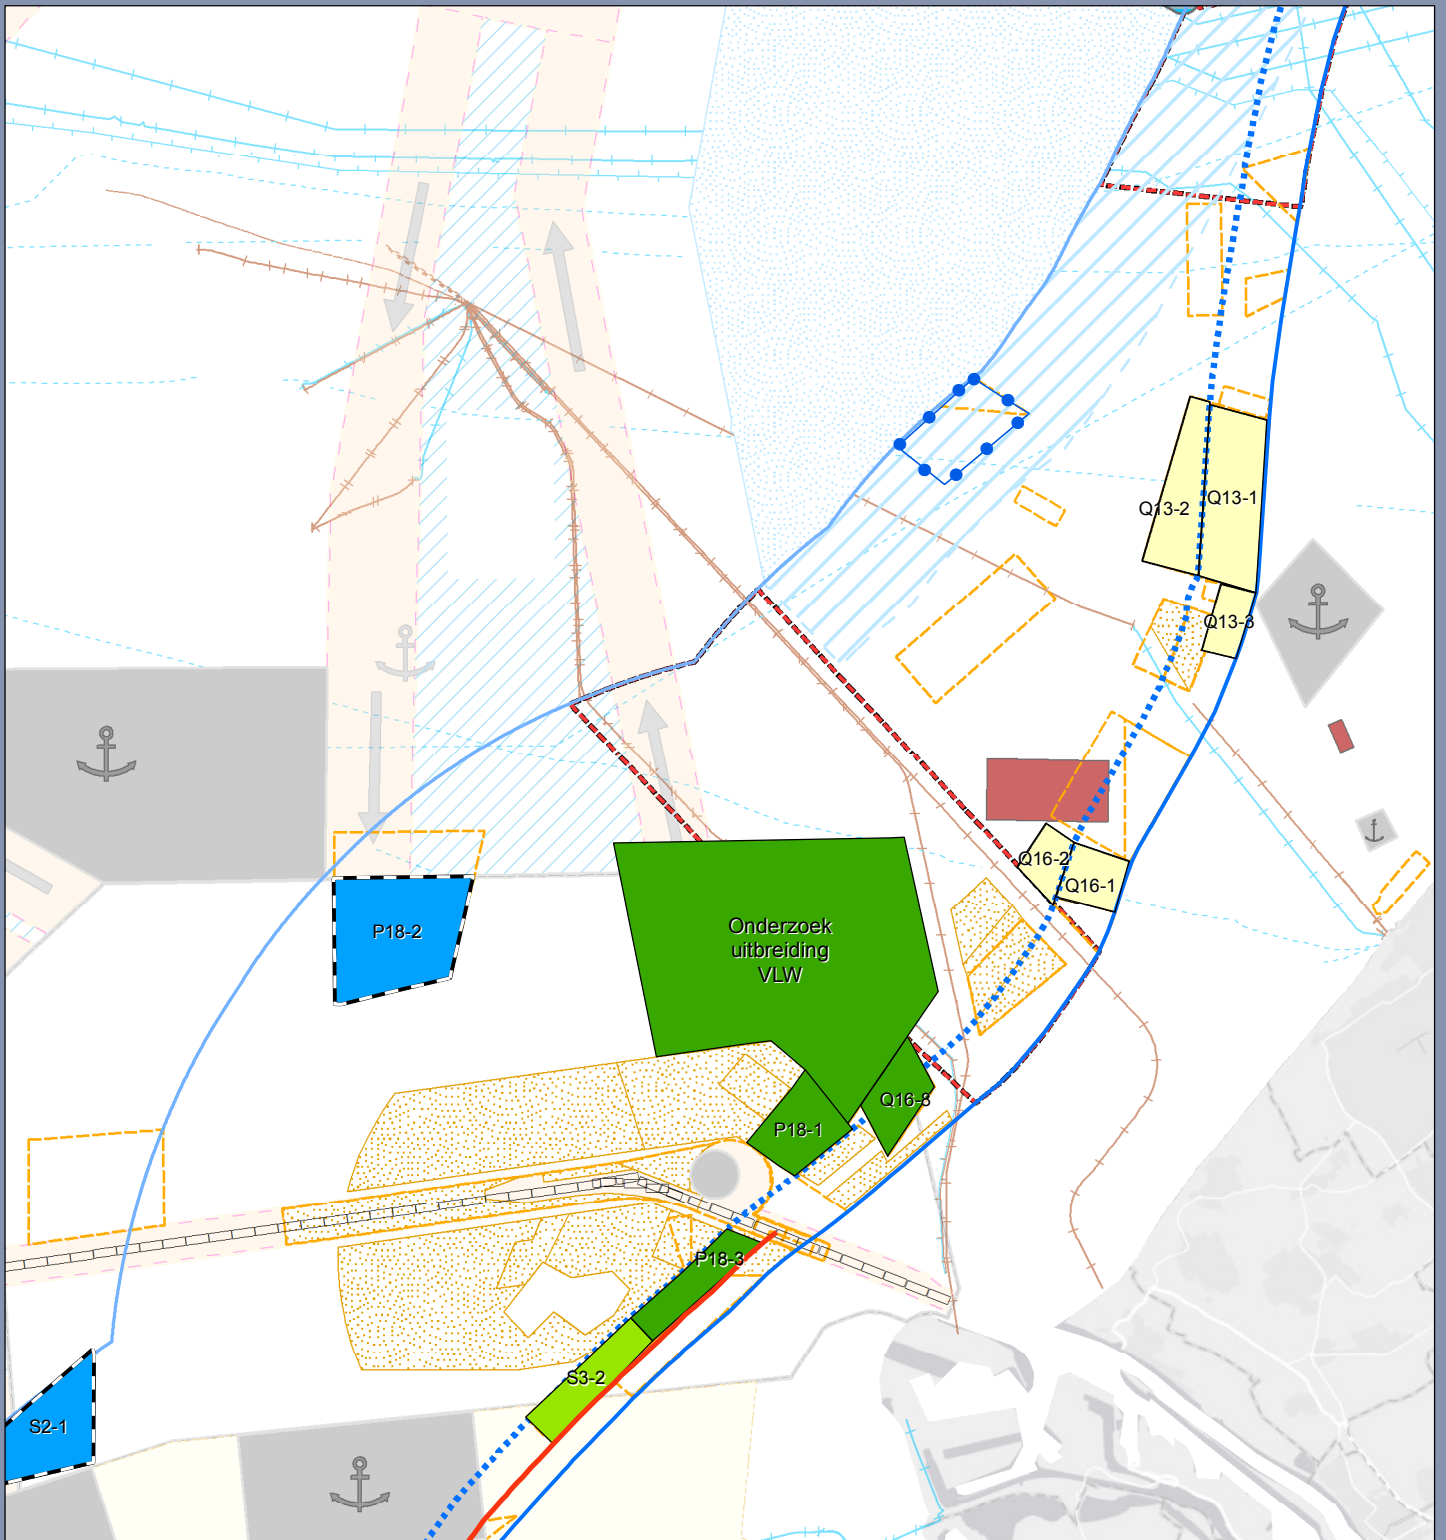 Q13-1
Q13-2
Q13-3
Q16-2
Q16-1
Onderzoek
uitbreiding
VLW
P18-2
Q16-8
P18-1
P18-3
S3-2
S2-1